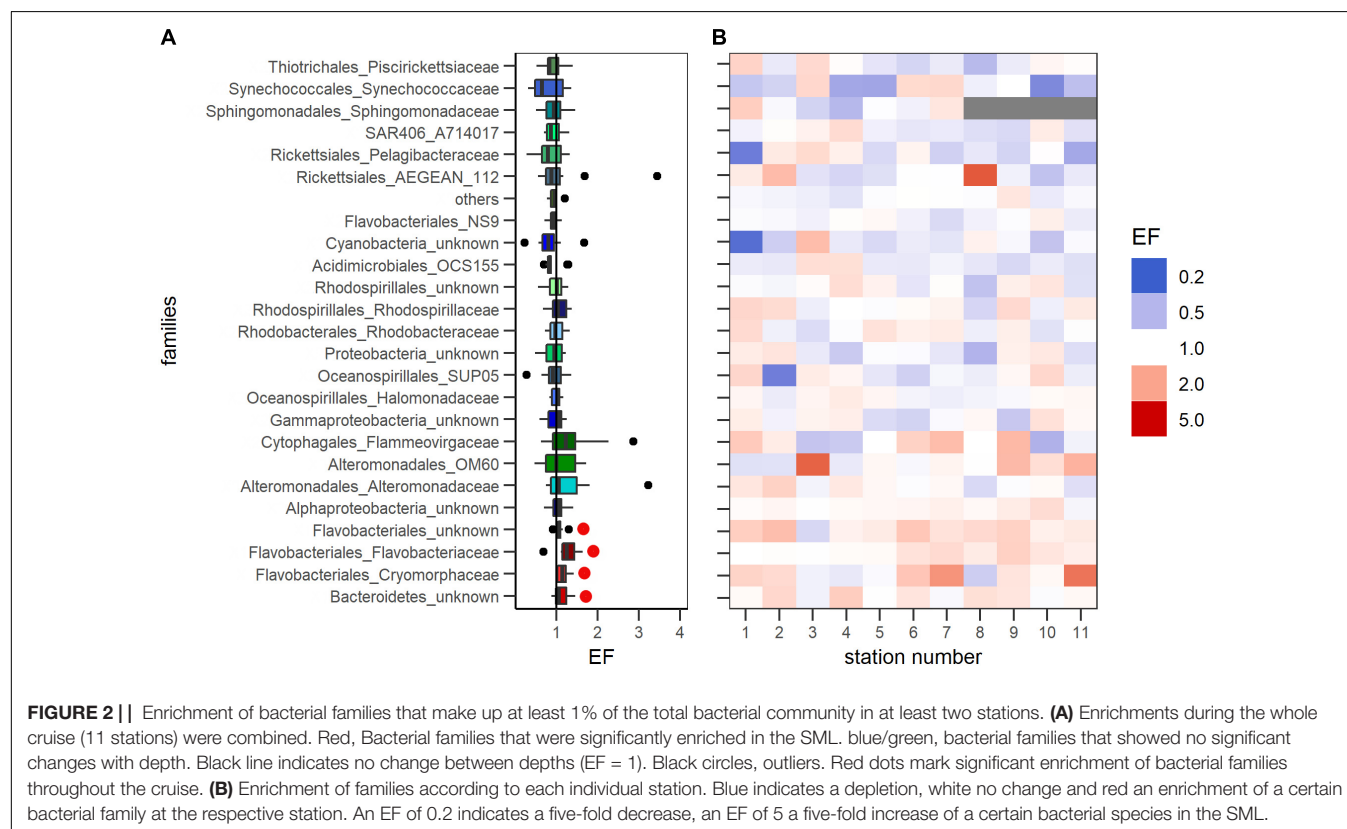 A
B
Thiotrichales_Piscirickettsiaceae
Synechococcales_Synechococcaceae
Sphingomonadales_Sphingomonadaceae
SAR406_A714017
Rickettsiales_Pelagibacteraceae
Rickettsiales_AEGEAN_112
others
Flavobacteriales_NS9
Cyanobacteria_unknown
Acidimicrobiales_OCS155
Rhodospirillales_unknown
Rhodospirillales_Rhodospirillaceae
Rhodobacterales_Rhodobacteraceae
Proteobacteria_unknown
Oceanospirillales_SUP05
Oceanospirillales_Halomonadaceae
Gammaproteobacteria_unknown
Cytophagales_Flammeovirgaceae
Alteromonadales_OM60
Alteromonadales_Alteromonadaceae
Alphaproteobacteria_unknown
Flavobacteriales_unknown
Flavobacteriales_Flavobacteriaceae
Flavobacteriales_Cryomorphaceae
Bacteroidetes_unknown
families
1 2 3 4
EF
1 2 3 4 5 6 7 8 9 10 11
station number
EF
0.2
0.5
1.0
2.0
5.0
FIGURE 2 || Enrichment of bacterial families that make up at least 1% of the total bacterial community in at least two stations. (A) Enrichments during the whole
cruise (11 stations) were combined. Red, Bacterial families that were significantly enriched in the SML. blue/green, bacterial families that showed no significant
changes with depth. Black line indicates no change between depths (EF = 1). Black circles, outliers. Red dots mark significant enrichment of bacterial families
throughout the cruise. (B) Enrichment of families according to each individual station. Blue indicates a depletion, white no change and red an enrichment of a certain
bacterial family at the respective station. An EF of 0.2 indicates a five-fold decrease, an EF of 5 a five-fold increase of a certain bacterial species in the SML.